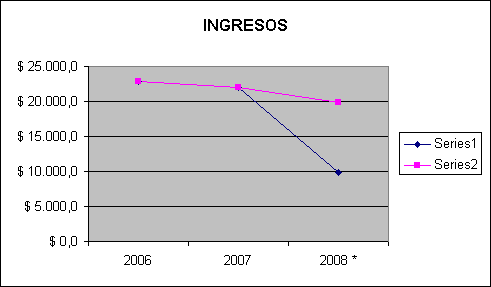 INGRESOS
$ 25.000,0
$ 20.000,0
$ 15.000,0
$ 10.000,0
$ 5.000,0
$ 0,0
2006 2007 2008 *
Series1
Series2